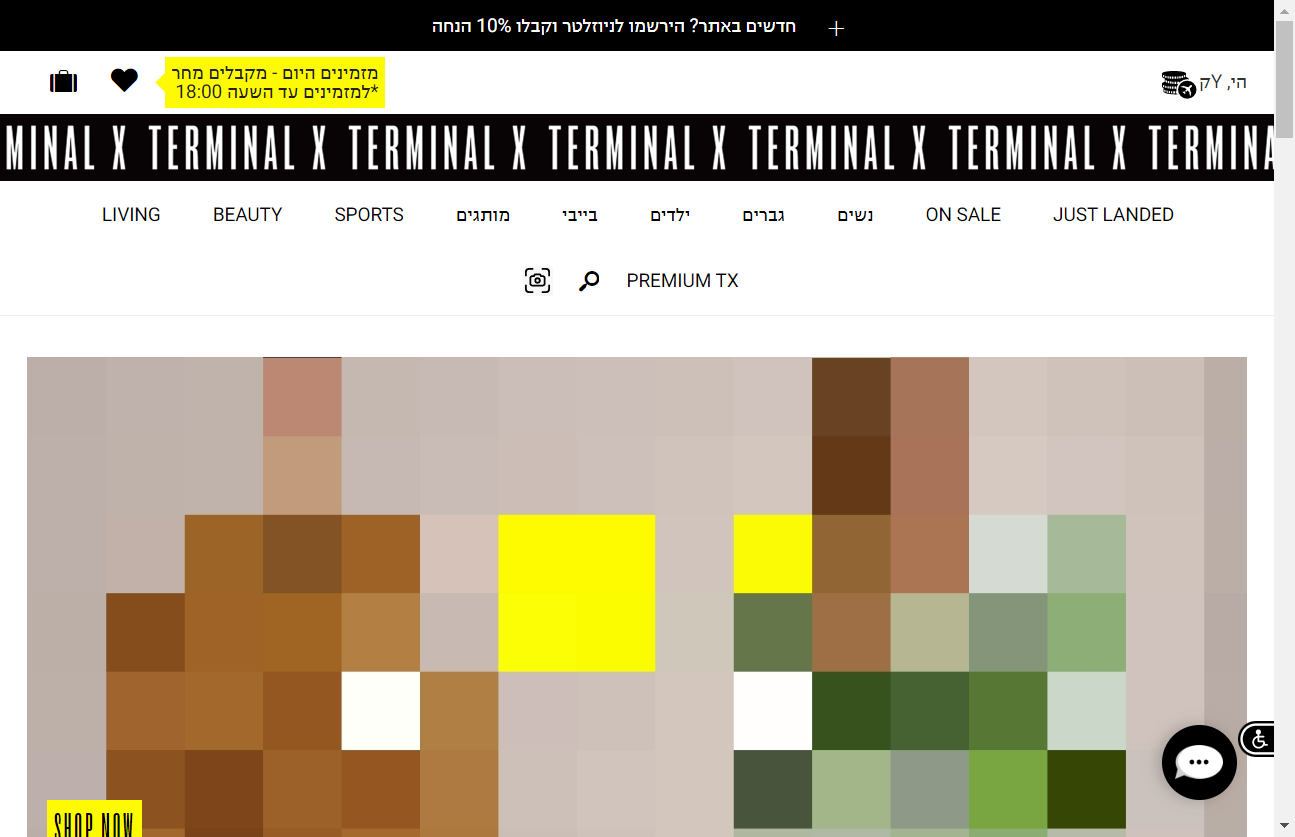 חדשים באתר? הירשמו לניוזלטר וקבלו 10% הנחה +
הי, קY
מזמינים היום - מקבלים מחר
*למזמינים עד השעה 18:00
MINAL X TERMINAL X TERMINAL X TERMINAL X TERMINAL X TERMINAL X TERMINA
JUST LANDED ON SALE נשים גברים ילדים בייבי מותגים SPORTS BEAUTY LIVING
PREMIUM TX
SHOP NOW